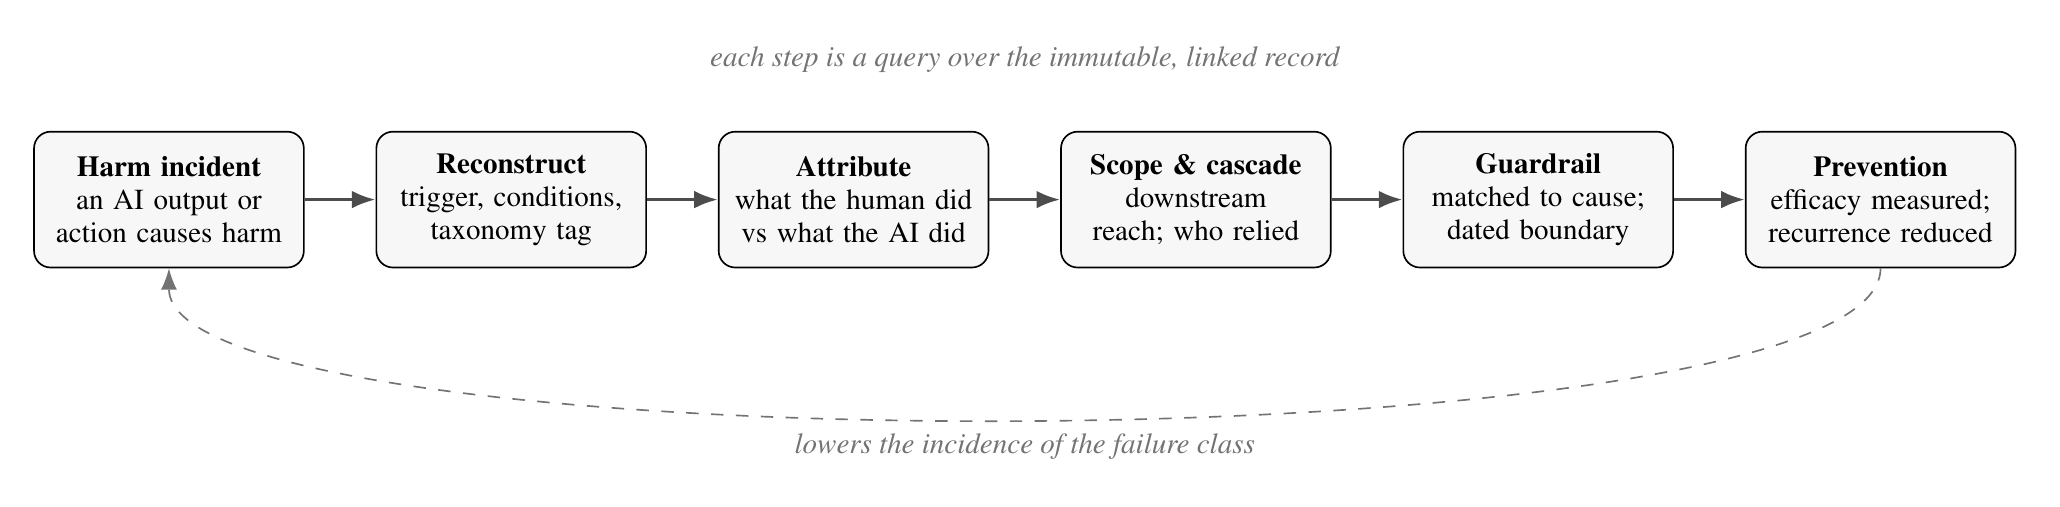 each step is a query over the immutable, linked record
Harm incident
an AI output or
action causes harm
Reconstruct
trigger, conditions,
taxonomy tag
Attribute
what the human did
vs what the AI did
Scope & cascade
downstream
reach; who relied
Guardrail
matched to cause;
dated boundary
Prevention
efficacy measured;
recurrence reduced
lowers the incidence of the failure class